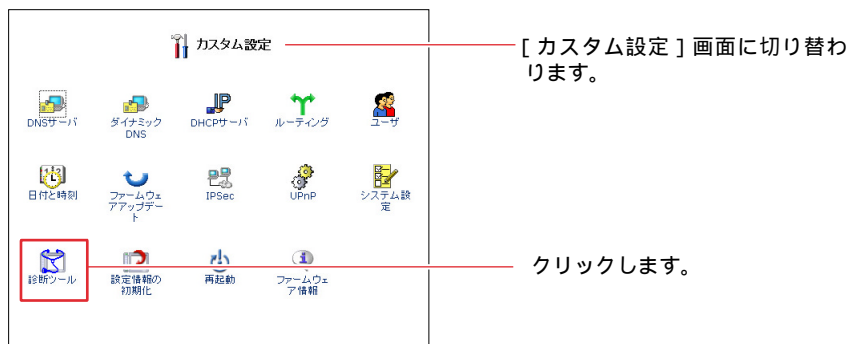 カスタム設定
[ カスタム設定 ] 画面に切り替わ
ります。
DNSサーバ
ダイナミック
DNS
DHCPサーバ
ルーティング
ユーザ
日付と時刻
ファームウェ
アアップデー
ト
IPSec
UPnP
システム設
定
診断ツール
設定情報の
初期化
再起動
ファームウェ
ア情報
クリックします。